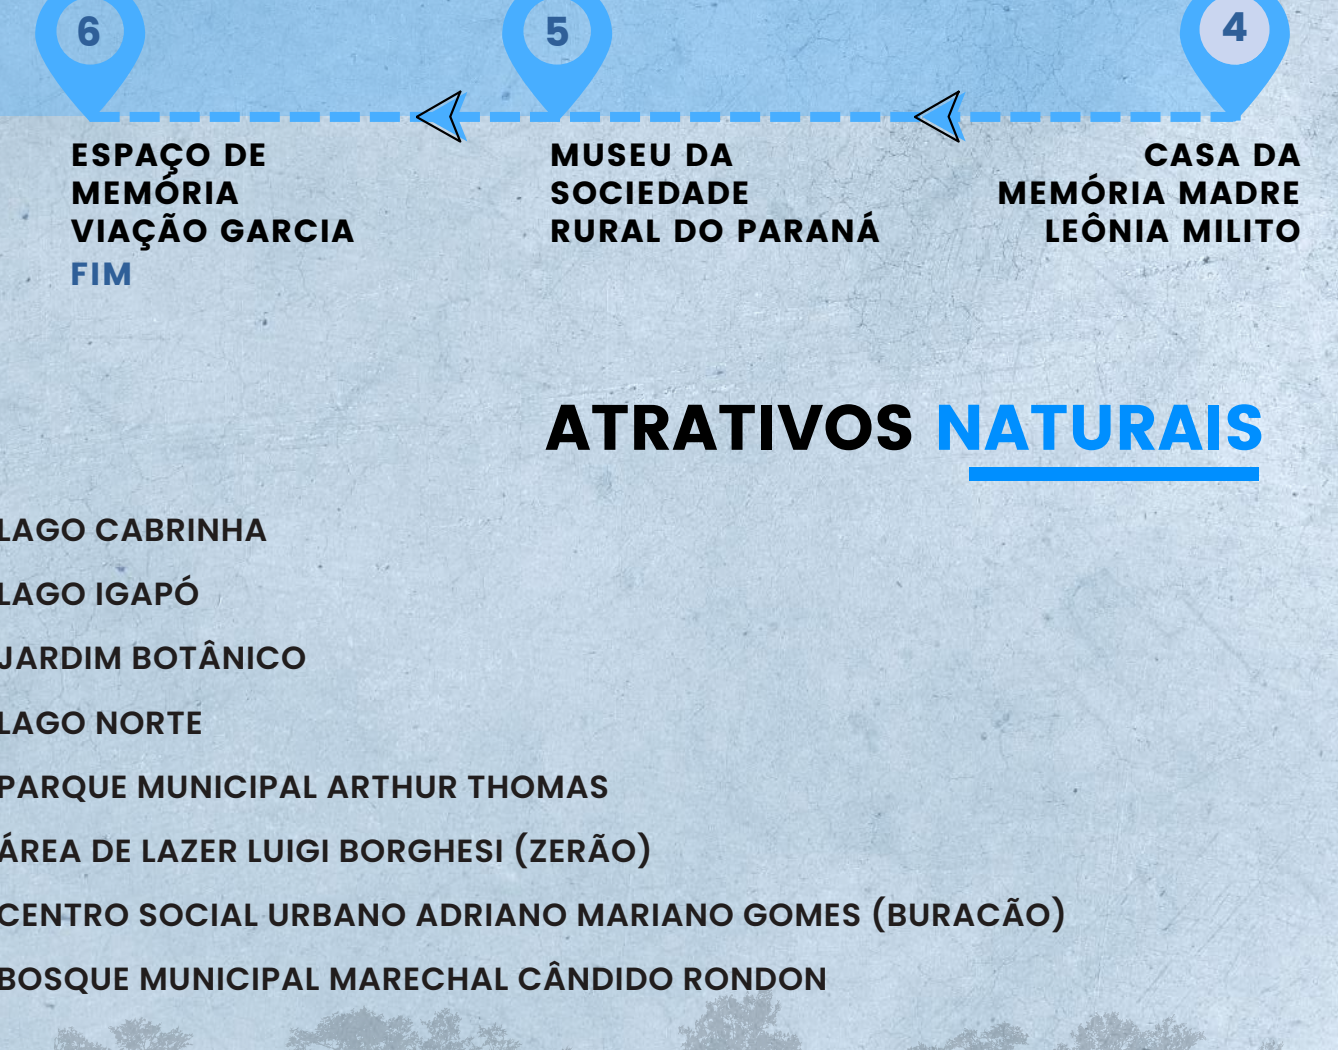 6
5
4
ESPAÇO DE
MEMÓRIA
VIAÇÃO GARCIA
FIM
MUSEU DA
SOCIEDADE
RURAL DO PARANÁ
CASA DA
MEMÓRIA MADRE
LEÔNIA MILITO
ATRATIVOS NATURAIS
LAGO CABRINHA
LAGO IGAPÓ
JARDIM BOTÂNICO
LAGO NORTE
PARQUE MUNICIPAL ARTHUR THOMAS
ÁREA DE LAZER LUIGI BORGHESI (ZERÃO)
CENTRO SOCIAL URBANO ADRIANO MARIANO GOMES (BURACÃO)
BOSQUE MUNICIPAL MARECHAL CÂNDIDO RONDON